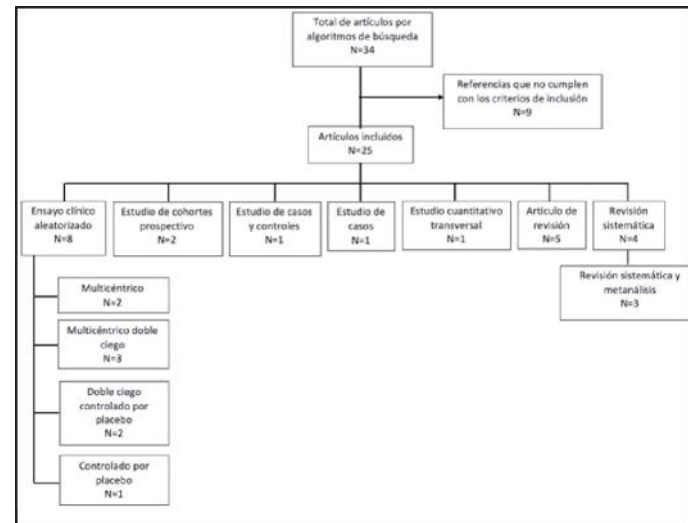 Total de artículos por
algoritmos de búsqueda
N=34
Referencias que no cumplen
con los criterios de inclusión
N=9
Artículos incluidos
N=25
Ensayo clínico
aleatorizado
N=8
Estudio de cohortes
prospectivo
N=2
Estudio de casos
y controles
N=1
Estudio de
casos
N=1
Estudio cuantitativo
transversal
N=1
Artículo de
revisión
N=5
Revisión
sistemática
N=4
Revisión sistemática y
metanálisis
N=3
Multicéntrico
N=2
Multicéntrico doble
ciego
N=3
Doble ciego
controlado por
placebo
N=2
Controlado por
placebo
N=1